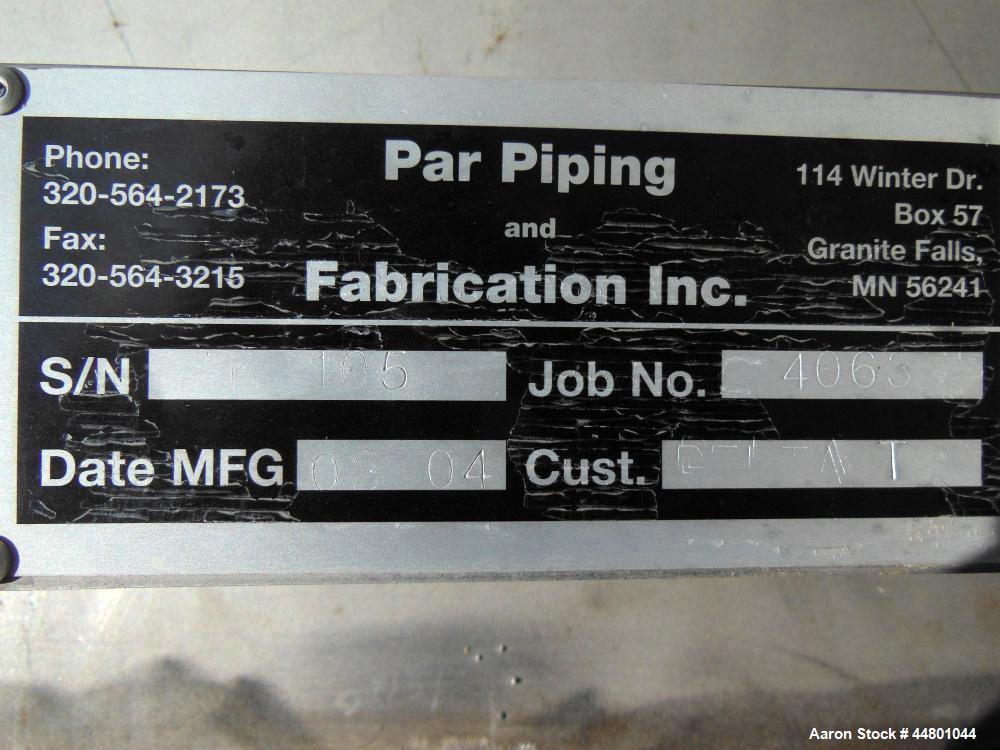 Phone:
320-564-2173
Fax:
320-564-3215
Par Piping
and
Fabrication Inc.
114 Winter Dr.
Box 57
Granite Falls,
MN 56241
S/N 105
Job No. 4063
Date MFG 03 04
Cust.
Aaron Stock # 44801044